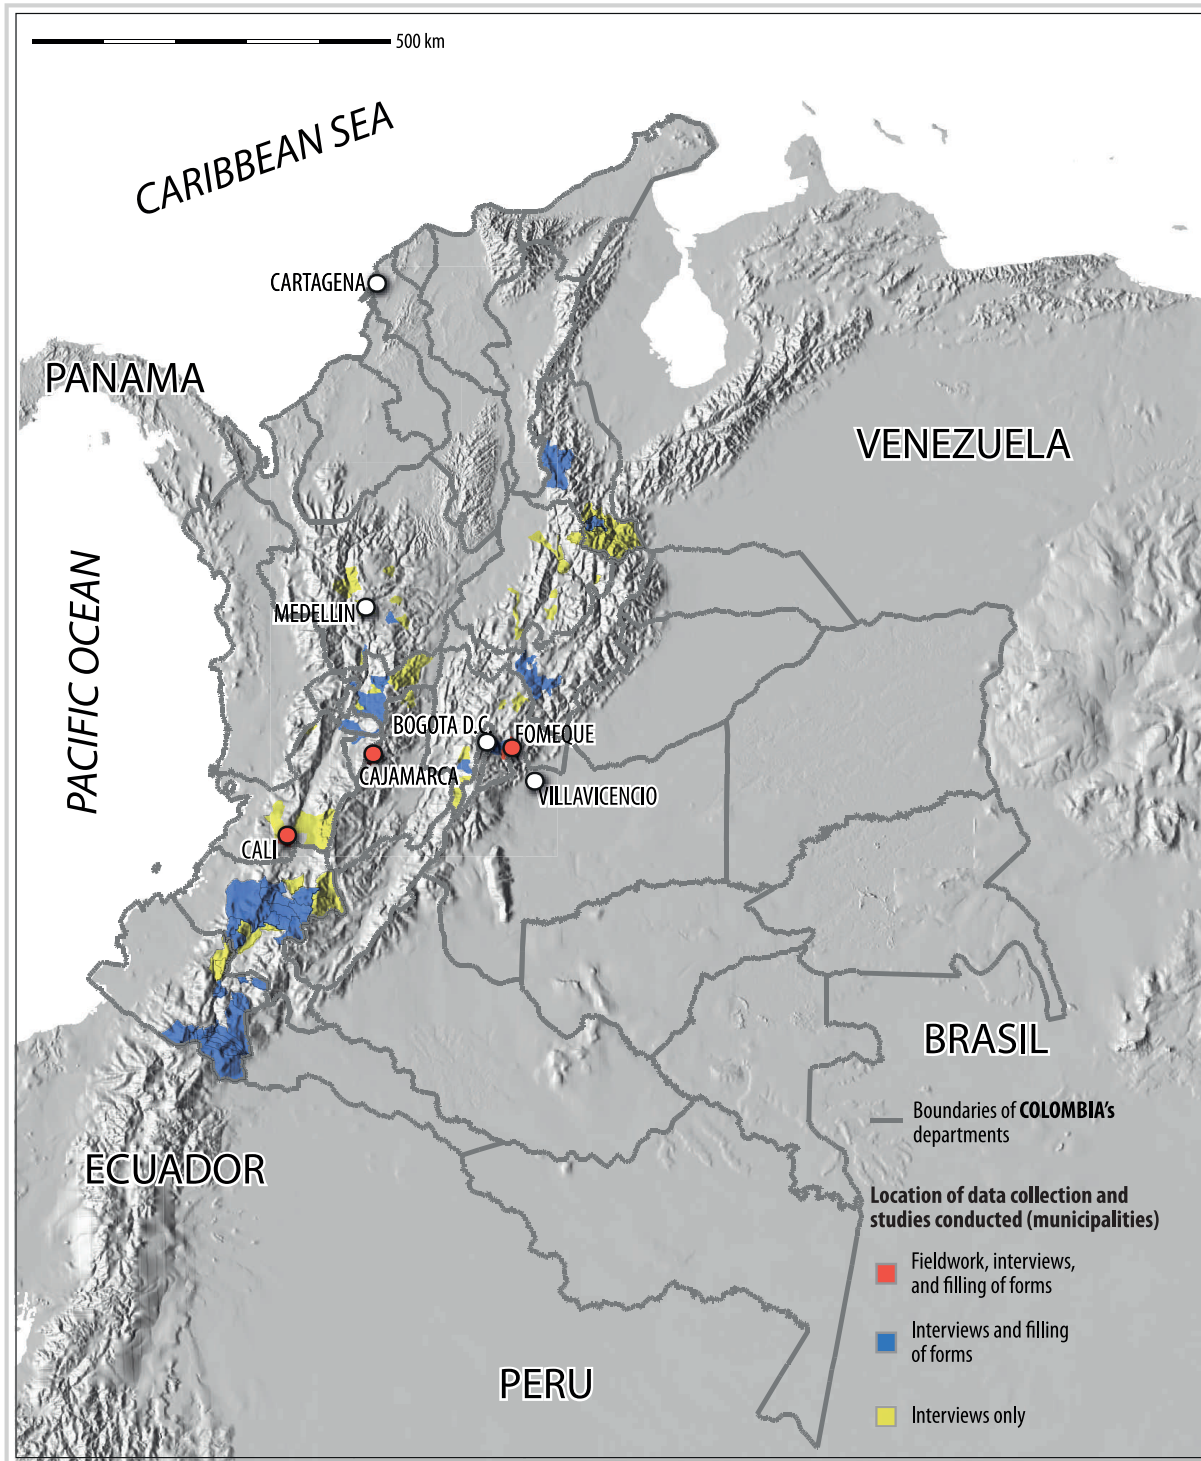 500 km
CARIBBEAN SEA
CARTAGENA
PANAMA
VENEZUELA
PACIFIC OCEAN
MEDELLIN
BOGOTA D.C.
FOMEQUE
CAJAMARCA
VILLAVICENCIO
CALI
BRASIL
Boundaries of COLOMBIA's
departments
ECUADOR
Location of data collection and
studies conducted (municipalities)
Fieldwork, interviews,
and filling of forms
Interviews and filling
of forms
PERU
Interviews only